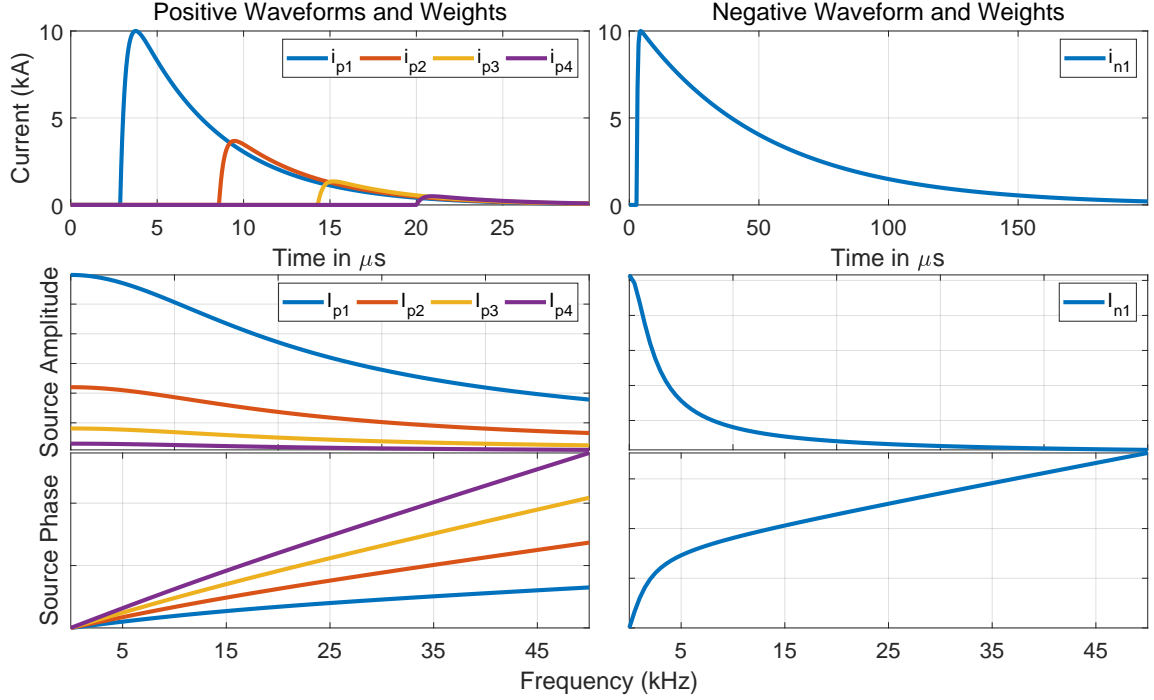 Positive Waveforms and Weights
Negative Waveform and Weights
Current (kA)
10
5
0
i_p1 i_p2 i_p3 i_p4
0 5 10 15 20 25
Time in μs
10
5
0
i_n1
0 50 100 150
Time in μs
Source Amplitude
I_p1 I_p2 I_p3 I_p4
I_n1
Source Phase
5 15 25 35 45
5 15 25 35 45
Frequency (kHz)